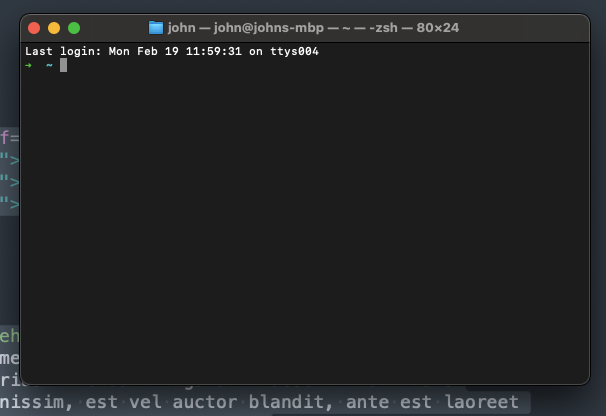 john — john@johns-mbp — ~ — -zsh — 80×24
Last login: Mon Feb 19 11:59:31 on ttys004
➜ ~
f=
">
">
">
eh
me
ri
nissim, est vel auctor blandit, ante est laoreet